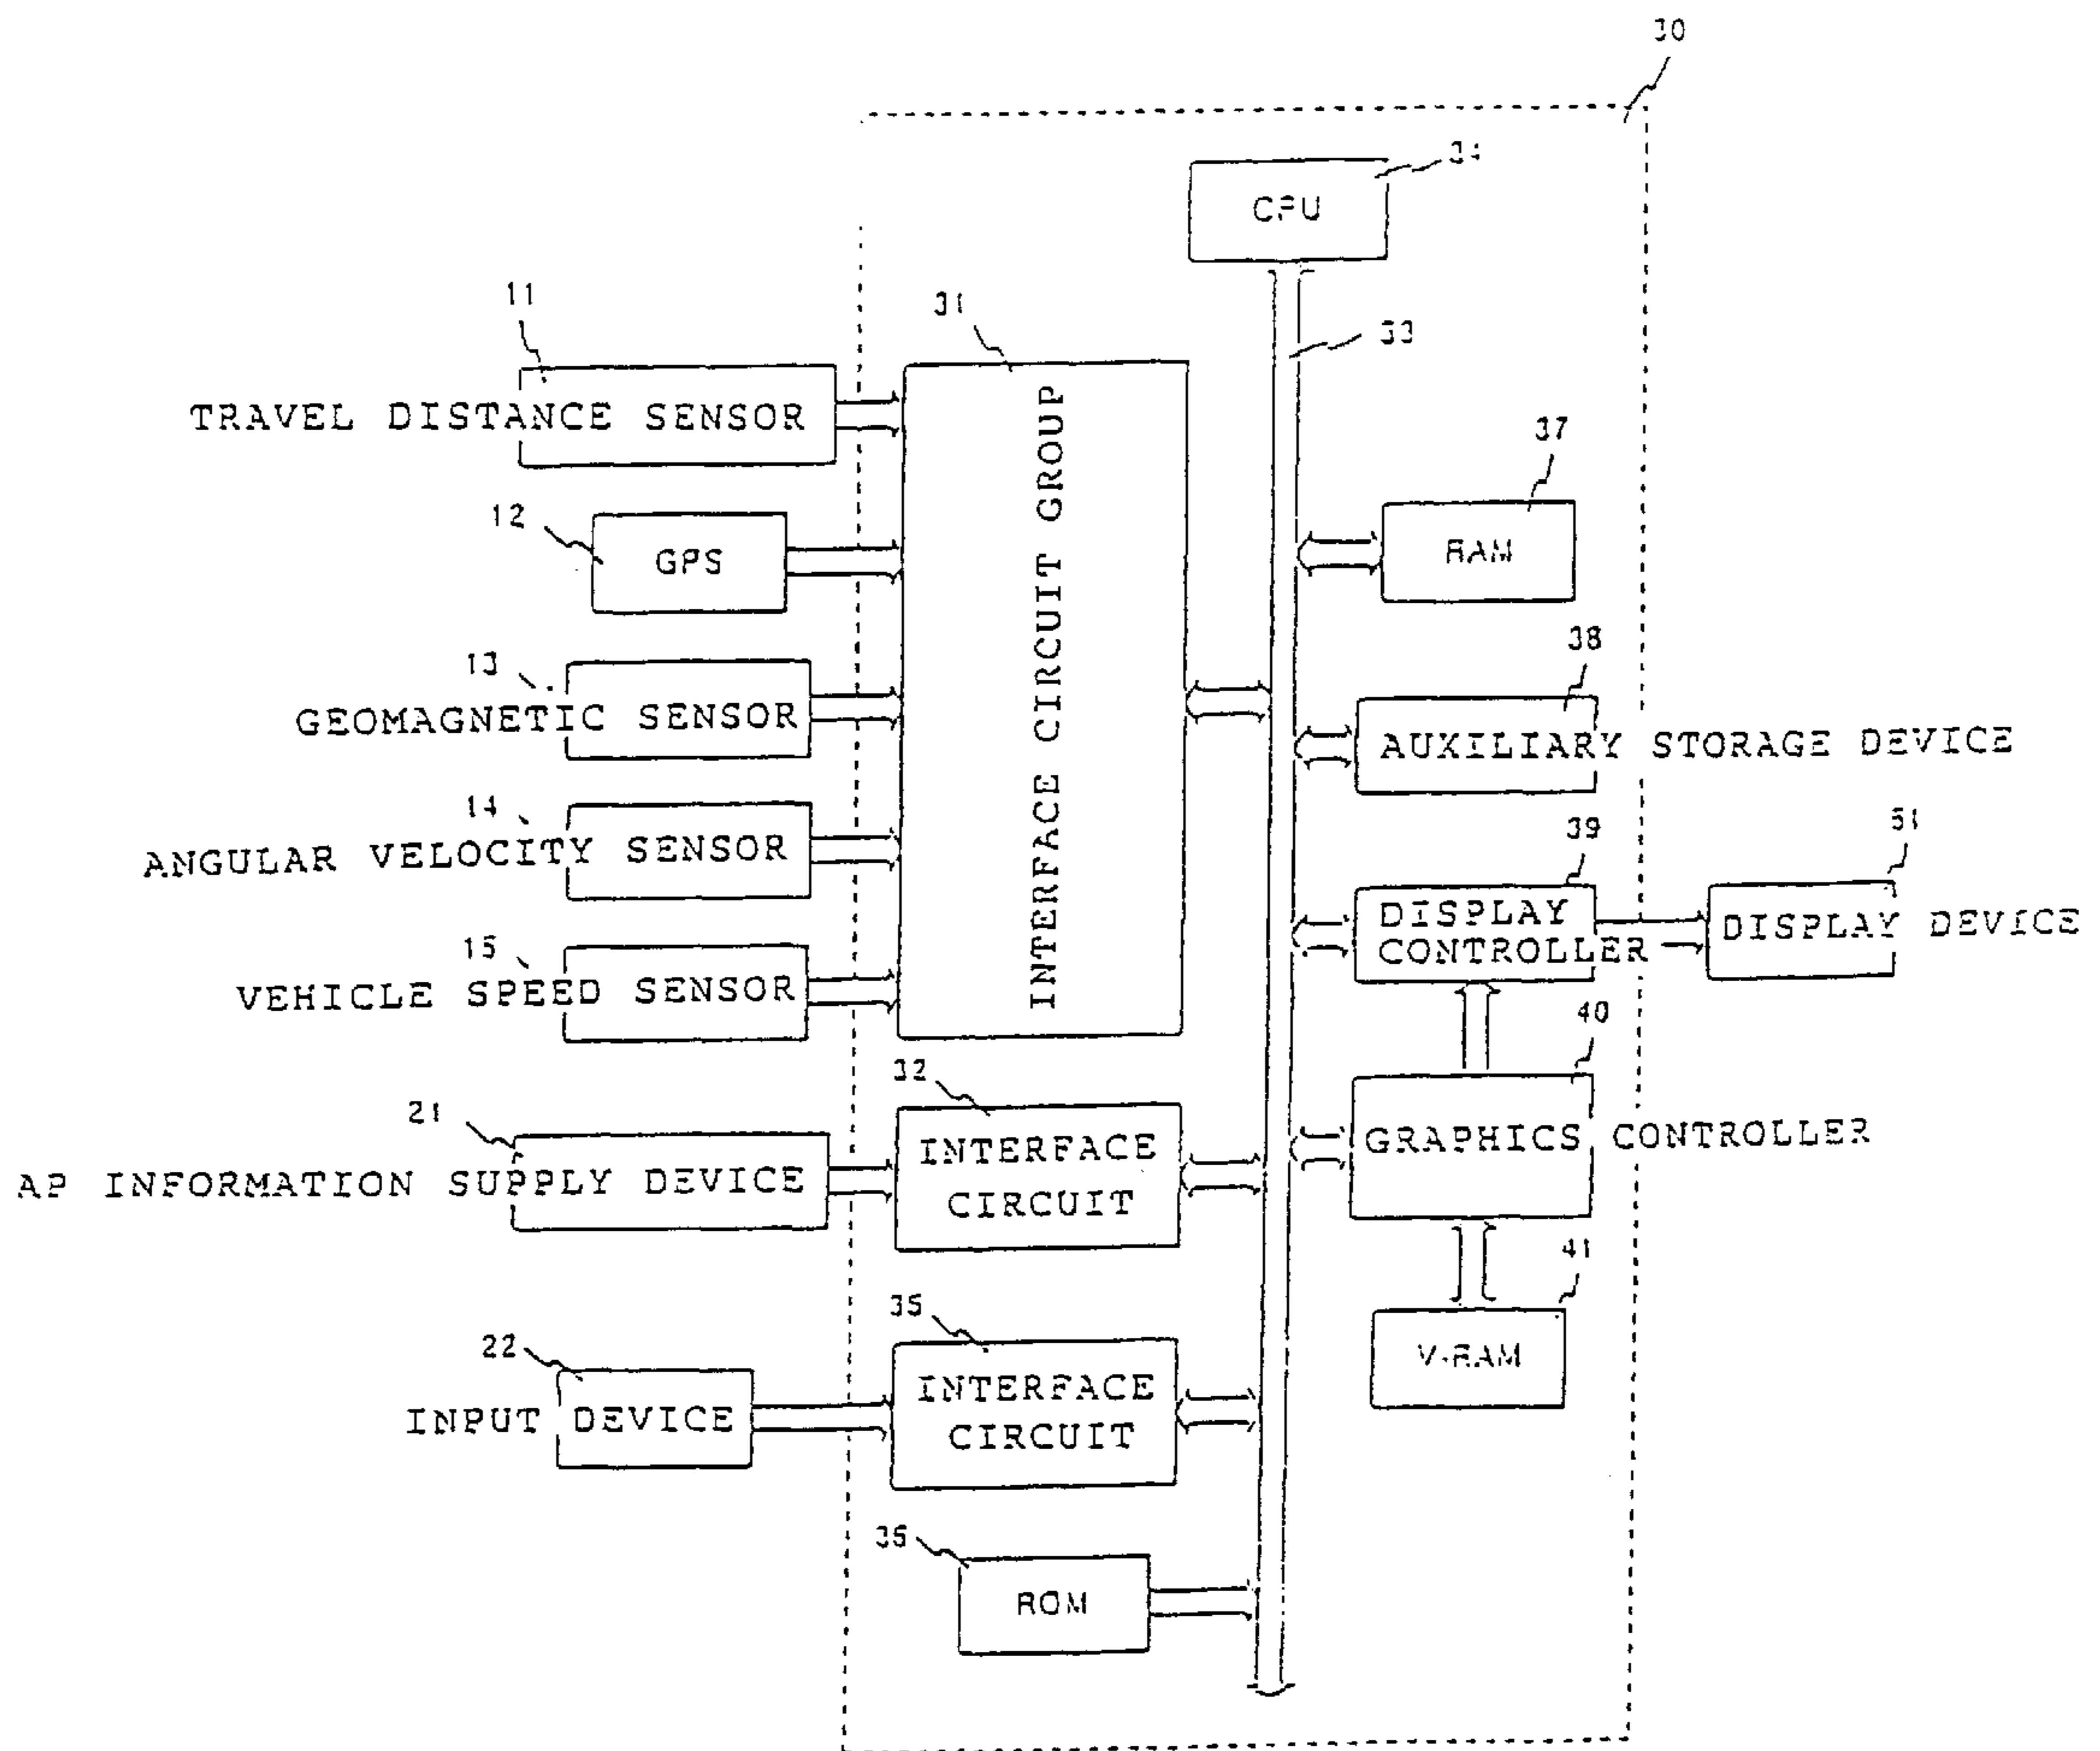 30
34
CPU
33
11
31
TRAVEL DISTANCE SENSOR
INTERFACE CIRCUIT GROUP
37
RAM
12
GPS
13
GEOMAGNETIC SENSOR
38
AUXILIARY STORAGE DEVICE
14
ANGULAR VELOCITY SENSOR
39
51
DISPLAY
CONTROLLER
DISPLAY DEVICE
15
VEHICLE SPEED SENSOR
40
GRAPHICS CONTROLLER
32
INTERFACE
CIRCUIT
21
AP INFORMATION SUPPLY DEVICE
41
V-RAM
35
INTERFACE
CIRCUIT
22
INPUT DEVICE
ROM